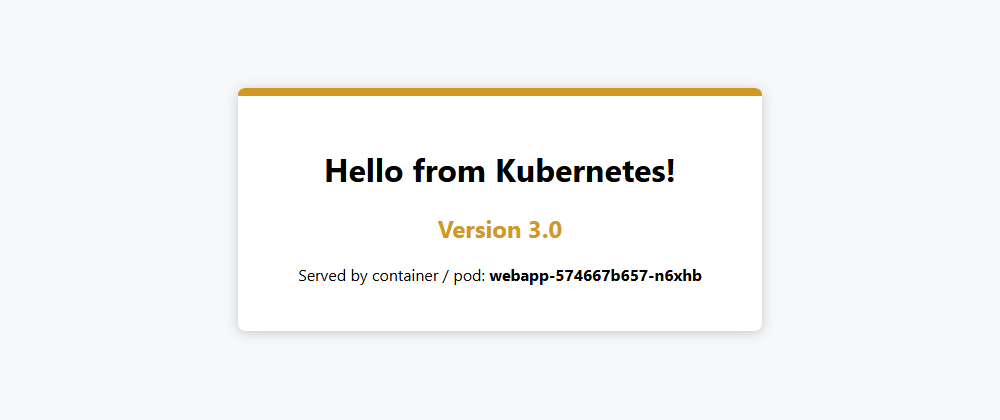 Hello from Kubernetes!
Version 3.0
Served by container / pod: webapp-574667b657-n6xhb